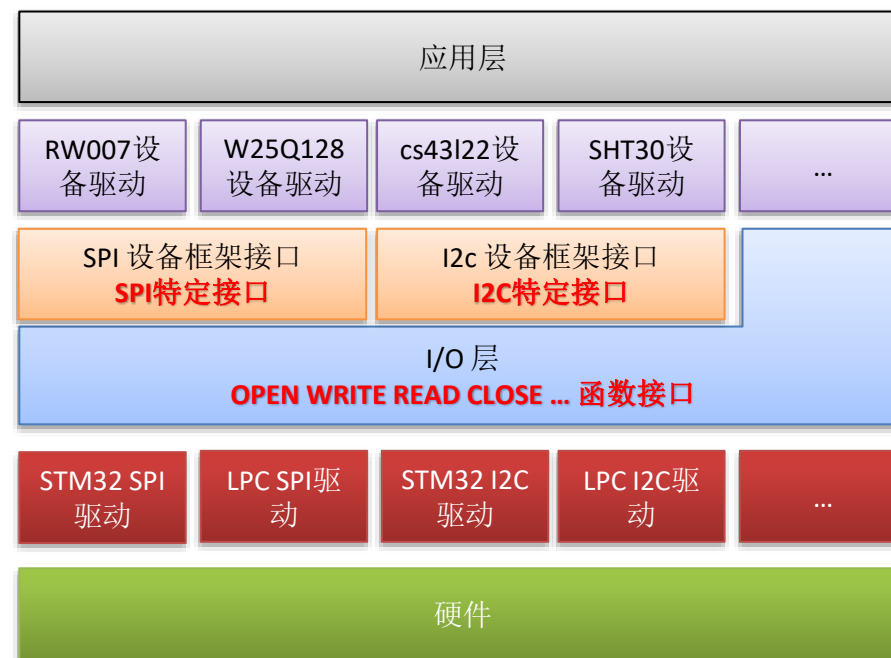 应用层
RW007设
备驱动
W25Q128
设备驱动
cs43l22设
备驱动
SHT30设
备驱动
...
SPI 设备框架接口
SPI特定接口
I2c 设备框架接口
I2C特定接口
I/O 层
OPEN WRITE READ CLOSE ... 函数接口
STM32 SPI
驱动
LPC SPI驱
动
STM32 I2C
驱动
LPC I2C驱
动
...
硬件